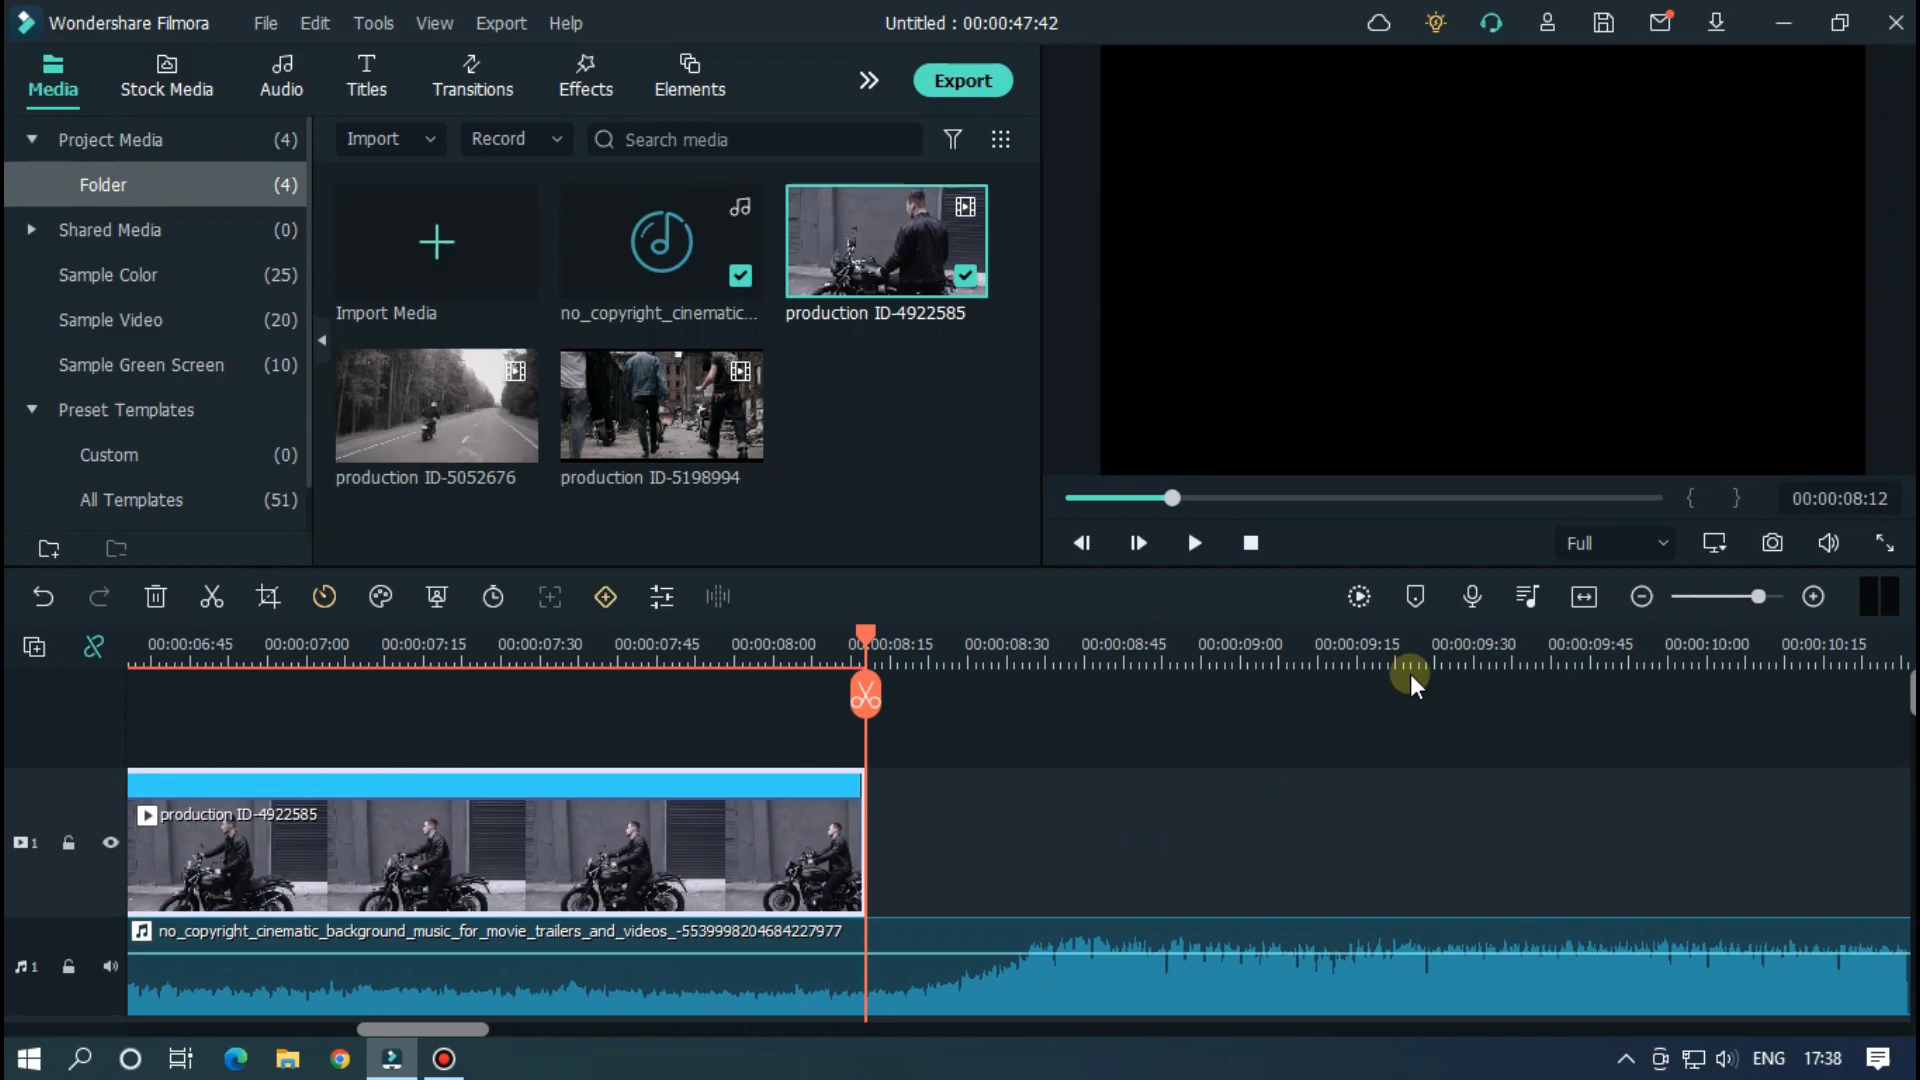 Wondershare Filmora
File
Edit
Tools
View
Export
Help
Untitled : 00:00:47:42
Media
Stock Media
Audio
Titles
Transitions
Effects
Elements
Export
Project Media (4)
Folder (4)
Shared Media (0)
Sample Color (25)
Sample Video (20)
Sample Green Screen (10)
Preset Templates
Custom (0)
All Templates (51)
Import
Record
Search media
Import Media
no_copyright_cinematic...
production ID-4922585
production ID-5052676
production ID-5198994
{ }
00:00:08:12
Full
00:00:06:45
00:00:07:00
00:00:07:15
00:00:07:30
00:00:07:45
00:00:08:00
00:00:08:15
00:00:08:30
00:00:08:45
00:00:09:00
00:00:09:15
00:00:09:30
00:00:09:45
00:00:10:00
00:00:10:15
1
production ID-4922585
1
no_copyright_cinematic_background_music_for_movie_trailers_and_videos_-5539998204684227977
ENG
17:38